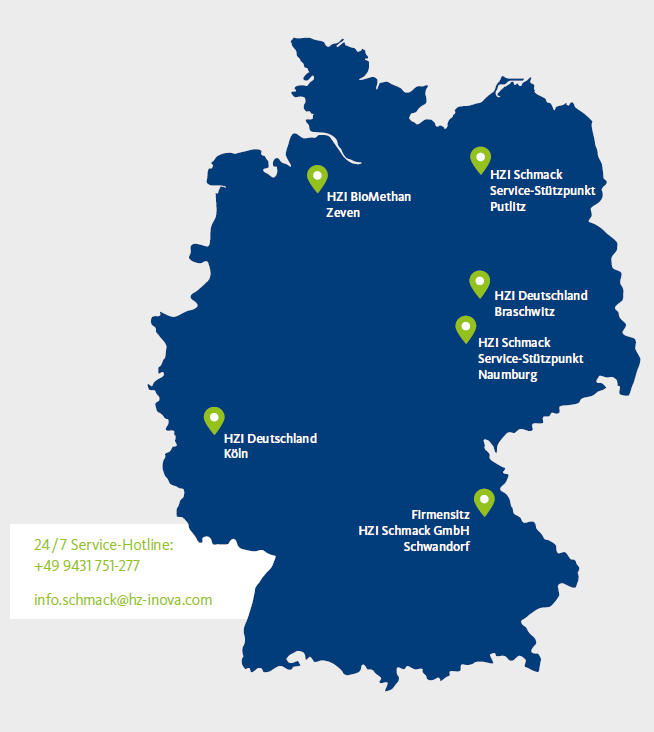 HZI Schmack
Service-Stützpunkt
Putlitz
HZI BioMethan
Zeven
HZI Deutschland
Braschwitz
HZI Schmack
Service-Stützpunkt
Naumburg
HZI Deutschland
Köln
Firmensitz
HZI Schmack GmbH
Schwandorf
24/7 Service-Hotline:
+49 9431 751-277
info.schmack@hz-inova.com